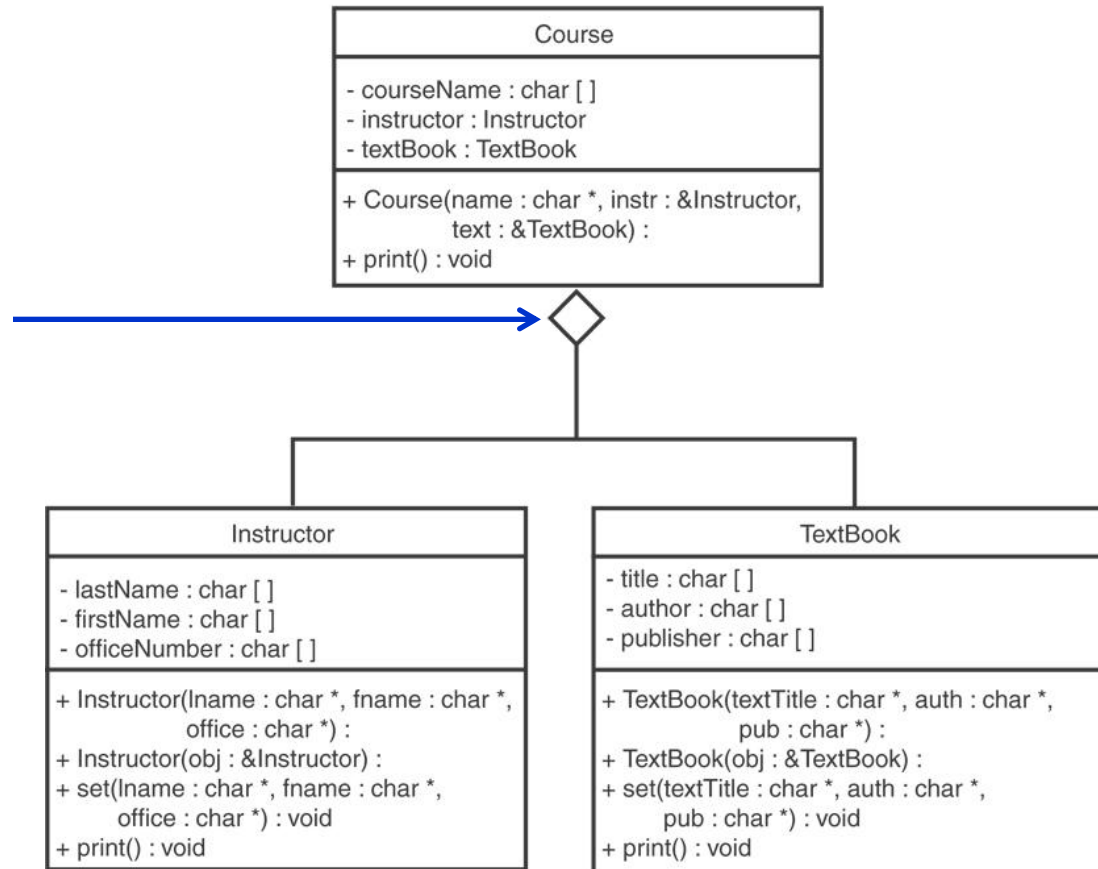 Course
- courseName : char [ ]
- instructor : Instructor
- textBook : TextBook
+ Course(name : char *, instr : &Instructor,
text : &TextBook) :
+ print() : void
Instructor
- lastName : char [ ]
- firstName : char [ ]
- officeNumber : char [ ]
+ Instructor(lname : char *, fname : char *,
office : char *) :
+ Instructor(obj : &Instructor) :
+ set(lname : char *, fname : char *,
office : char *) : void
+ print() : void
TextBook
- title : char [ ]
- author : char [ ]
- publisher : char [ ]
+ TextBook(textTitle : char *, auth : char *,
pub : char *) :
+ TextBook(obj : &TextBook) :
+ set(textTitle : char *, auth : char *,
pub : char *) : void
+ print() : void